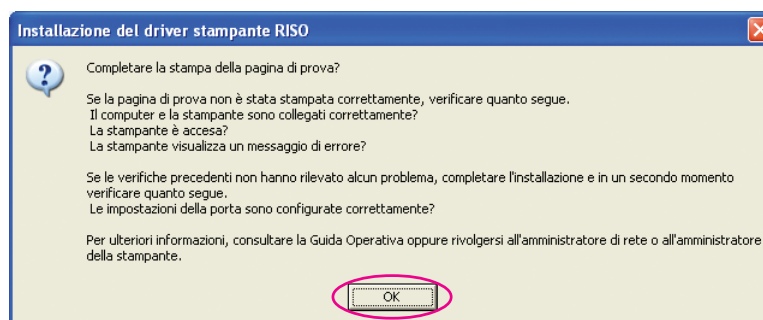 Installazione del driver stampante RISO
Completare la stampa della pagina di prova?
Se la pagina di prova non è stata stampata correttamente, verificare quanto segue.
Il computer e la stampante sono collegati correttamente?
La stampante è accesa?
La stampante visualizza un messaggio di errore?
Se le verifiche precedenti non hanno rilevato alcun problema, completare l'installazione e in un secondo momento
verificare quanto segue.
Le impostazioni della porta sono configurate correttamente?
Per ulteriori informazioni, consultare la Guida Operativa oppure rivolgersi all'amministratore di rete o all'amministratore
della stampante.
OK